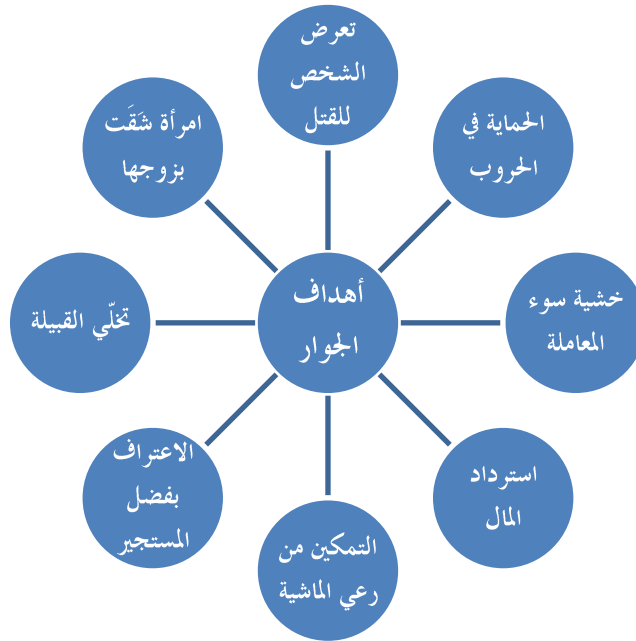 أهداف
الجوار
تعرض
الشخص
للقتل
الحماية في
الحروب
خشية سوء
المعاملة
استرداد
المال
التمكين من
رعي الماشية
الاعتراف
بفضل
المستجير
تخلّي القبيلة
امرأة شَقَت
بزوجها